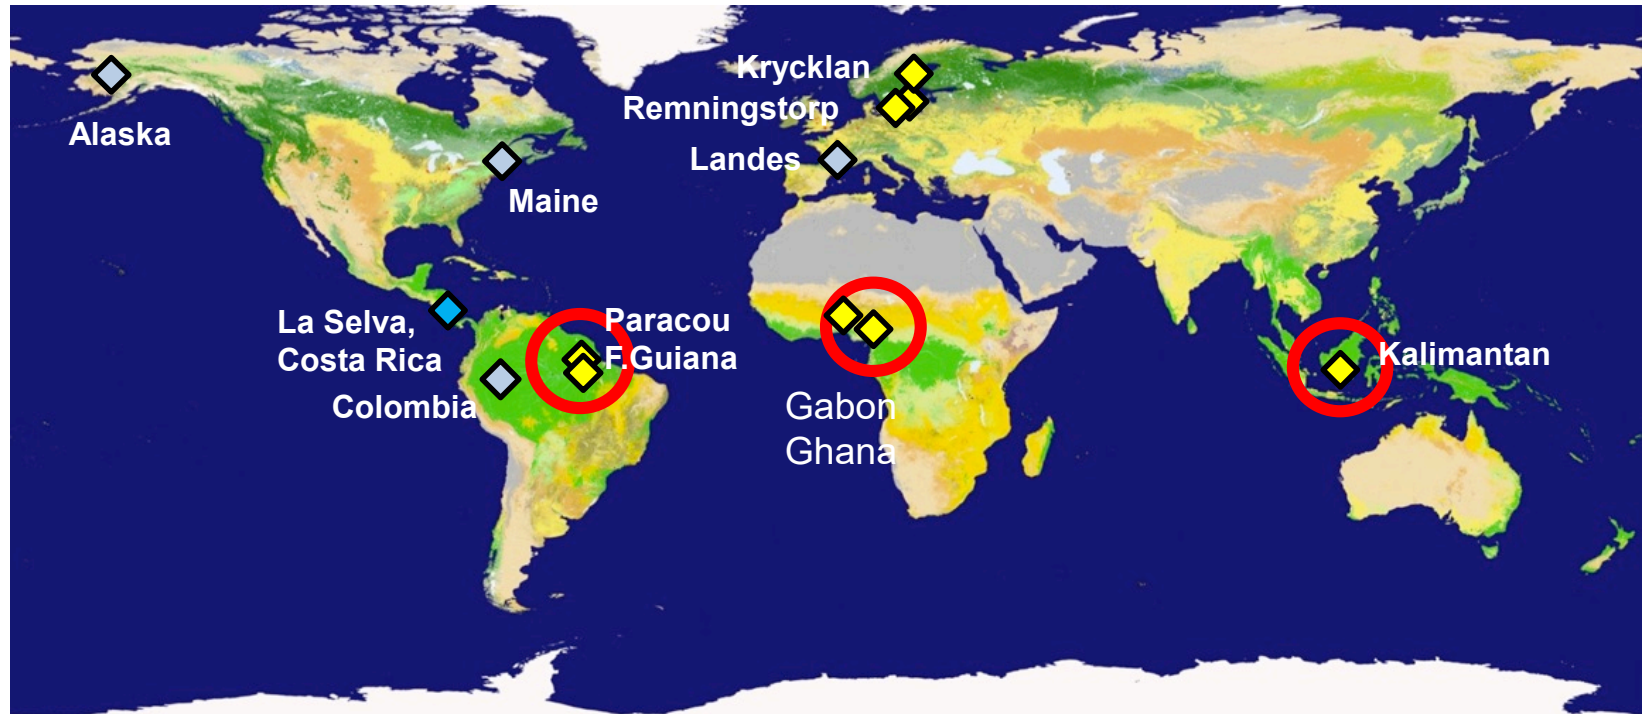 Krycklan
Remningstorp
Alaska
Landes
Maine
La Selva,
Costa Rica
Paracou
F.Guiana
Kalimantan
Colombia
Gabon
Ghana